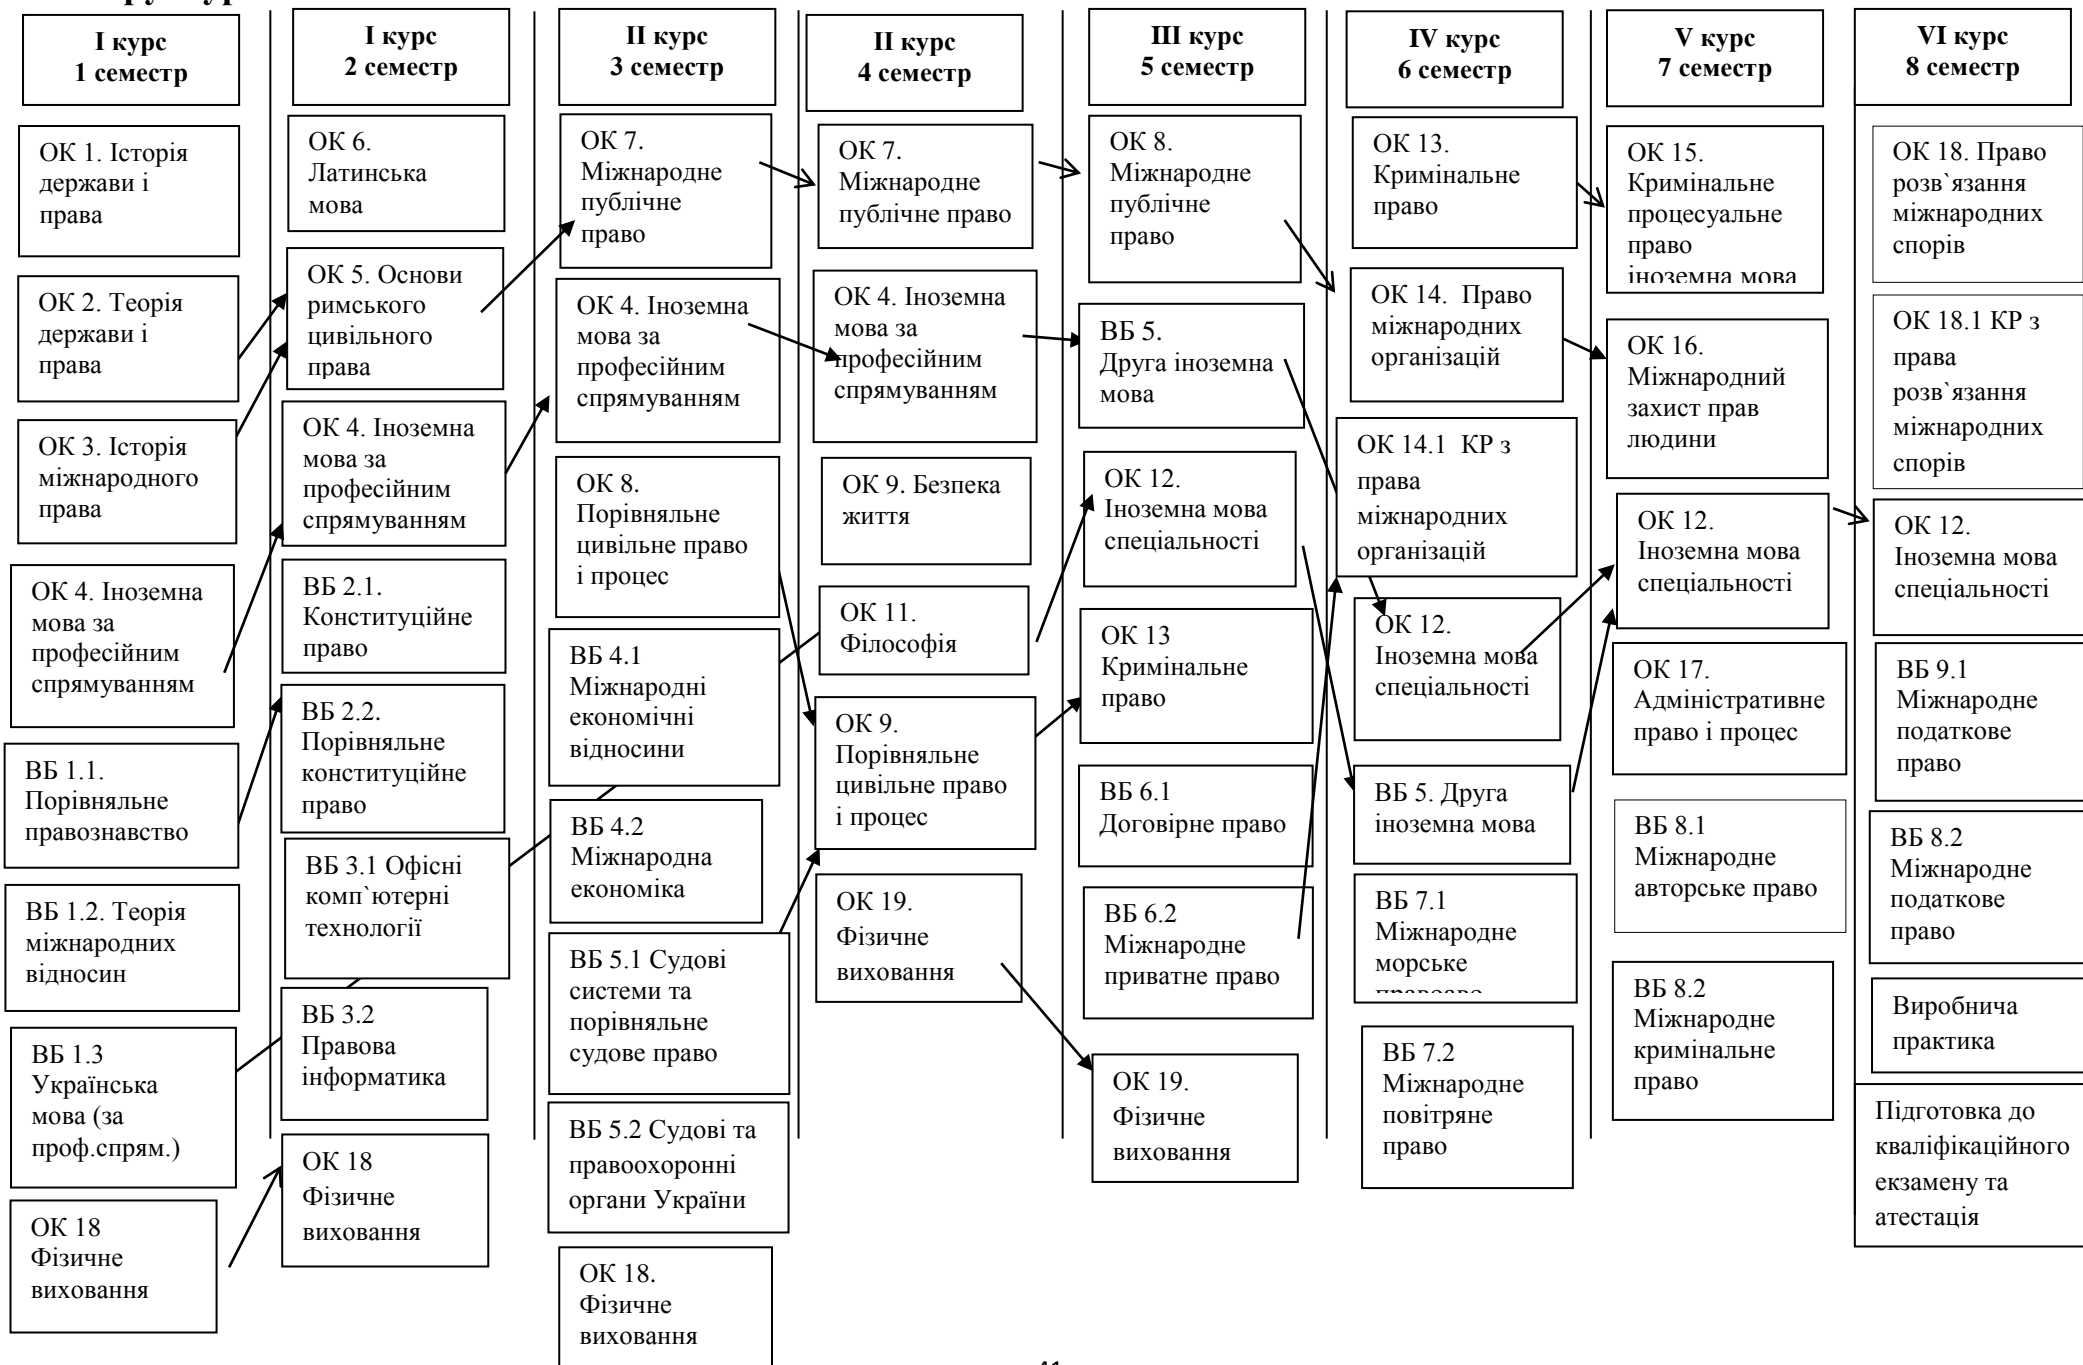 І курс
1 семестр
ОК 1. Історія
держави і
права
ОК 2. Теорія
держави і
права
ОК 3. Історія
міжнародного
права
ОК 4. Іноземна
мова за
професійним
спрямуванням
ВБ 1.1.
Порівняльне
правознавство
ВБ 1.2. Теорія
міжнародних
відносин
ВБ 1.3
Українська
мова (за
проф.спрям.)
ОК 18
Фізичне
виховання
І курс
2 семестр
ОК 6.
Латинська
мова
ОК 5. Основи
римського
цивільного
права
ОК 4. Іноземна
мова за
професійним
спрямуванням
ВБ 2.1.
Конституційне
право
ВБ 2.2.
Порівняльне
конституційне
право
ВБ 3.1 Офісні
комп`ютерні
технології
ВБ 3.2
Правова
інформатика
ОК 18
Фізичне
виховання
ІІ курс
3 семестр
ОК 7.
Міжнародне
публічне
право
ОК 4. Іноземна
мова за
професійним
спрямуванням
ОК 8.
Порівняльне
цивільне право
і процес
ВБ 4.1
Міжнародні
економічні
відносини
ВБ 4.2
Міжнародна
економіка
ВБ 5.1 Судові
системи та
порівняльне
судове право
ВБ 5.2 Судові та
правоохоронні
органи України
ОК 18.
Фізичне
виховання
ІІ курс
4 семестр
ОК 7.
Міжнародне
публічне право
ОК 4. Іноземна
мова за
професійним
спрямуванням
ОК 9. Безпека
життя
ОК 11.
Філософія
ОК 9.
Порівняльне
цивільне право
і процес
ОК 19.
Фізичне
виховання
ІІІ курс
5 семестр
ОК 8.
Міжнародне
публічне
право
ВБ 5.
Друга іноземна
мова
ОК 12.
Іноземна мова
спеціальності
ОК 13
Кримінальне
право
ВБ 6.1
Договірне право
ВБ 6.2
Міжнародне
приватне право
ОК 19.
Фізичне
виховання
IV курс
6 семестр
ОК 13.
Кримінальне
право
ОК 14. Право
міжнародних
організацій
ОК 14.1 КР з
права
міжнародних
організацій
ОК 12.
Іноземна мова
спеціальності
ВБ 5. Друга
іноземна мова
ВБ 7.1
Міжнародне
морське
ВБ 7.2
Міжнародне
повітряне
право
V курс
7 семестр
ОК 15.
Кримінальне
процесуальне
право
іноземна мова
ОК 16.
Міжнародний
захист прав
людини
ОК 12.
Іноземна мова
спеціальності
ОК 17.
Адміністративне
право і процес
ВБ 8.1
Міжнародне
авторське право
ВБ 8.2
Міжнародне
кримінальне
право
VI курс
8 семестр
ОК 18. Право
розв`язання
міжнародних
спорів
ОК 18.1 КР з
права
розв`язання
міжнародних
спорів
ОК 12.
Іноземна мова
спеціальності
ВБ 9.1
Міжнародне
податкове
право
ВБ 8.2
Міжнародне
податкове
право
Виробнича
практика
Підготовка до
кваліфікаційного
екзамену та
атестація